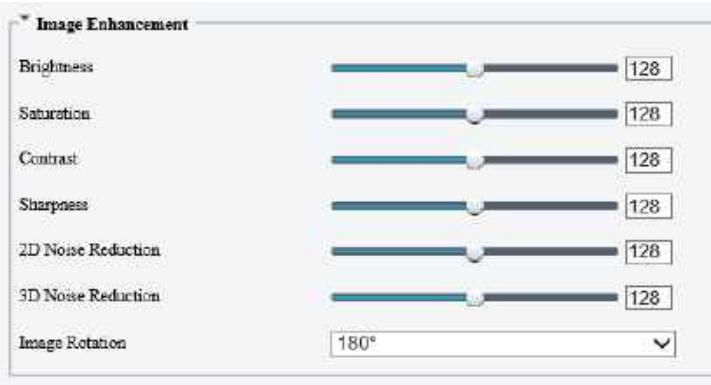 Image Enhancement
Brightness 128
Saturation 128
Contrast 128
Sharpness 128
2D Noise Reduction 128
3D Noise Reduction 128
Image Rotation 180°